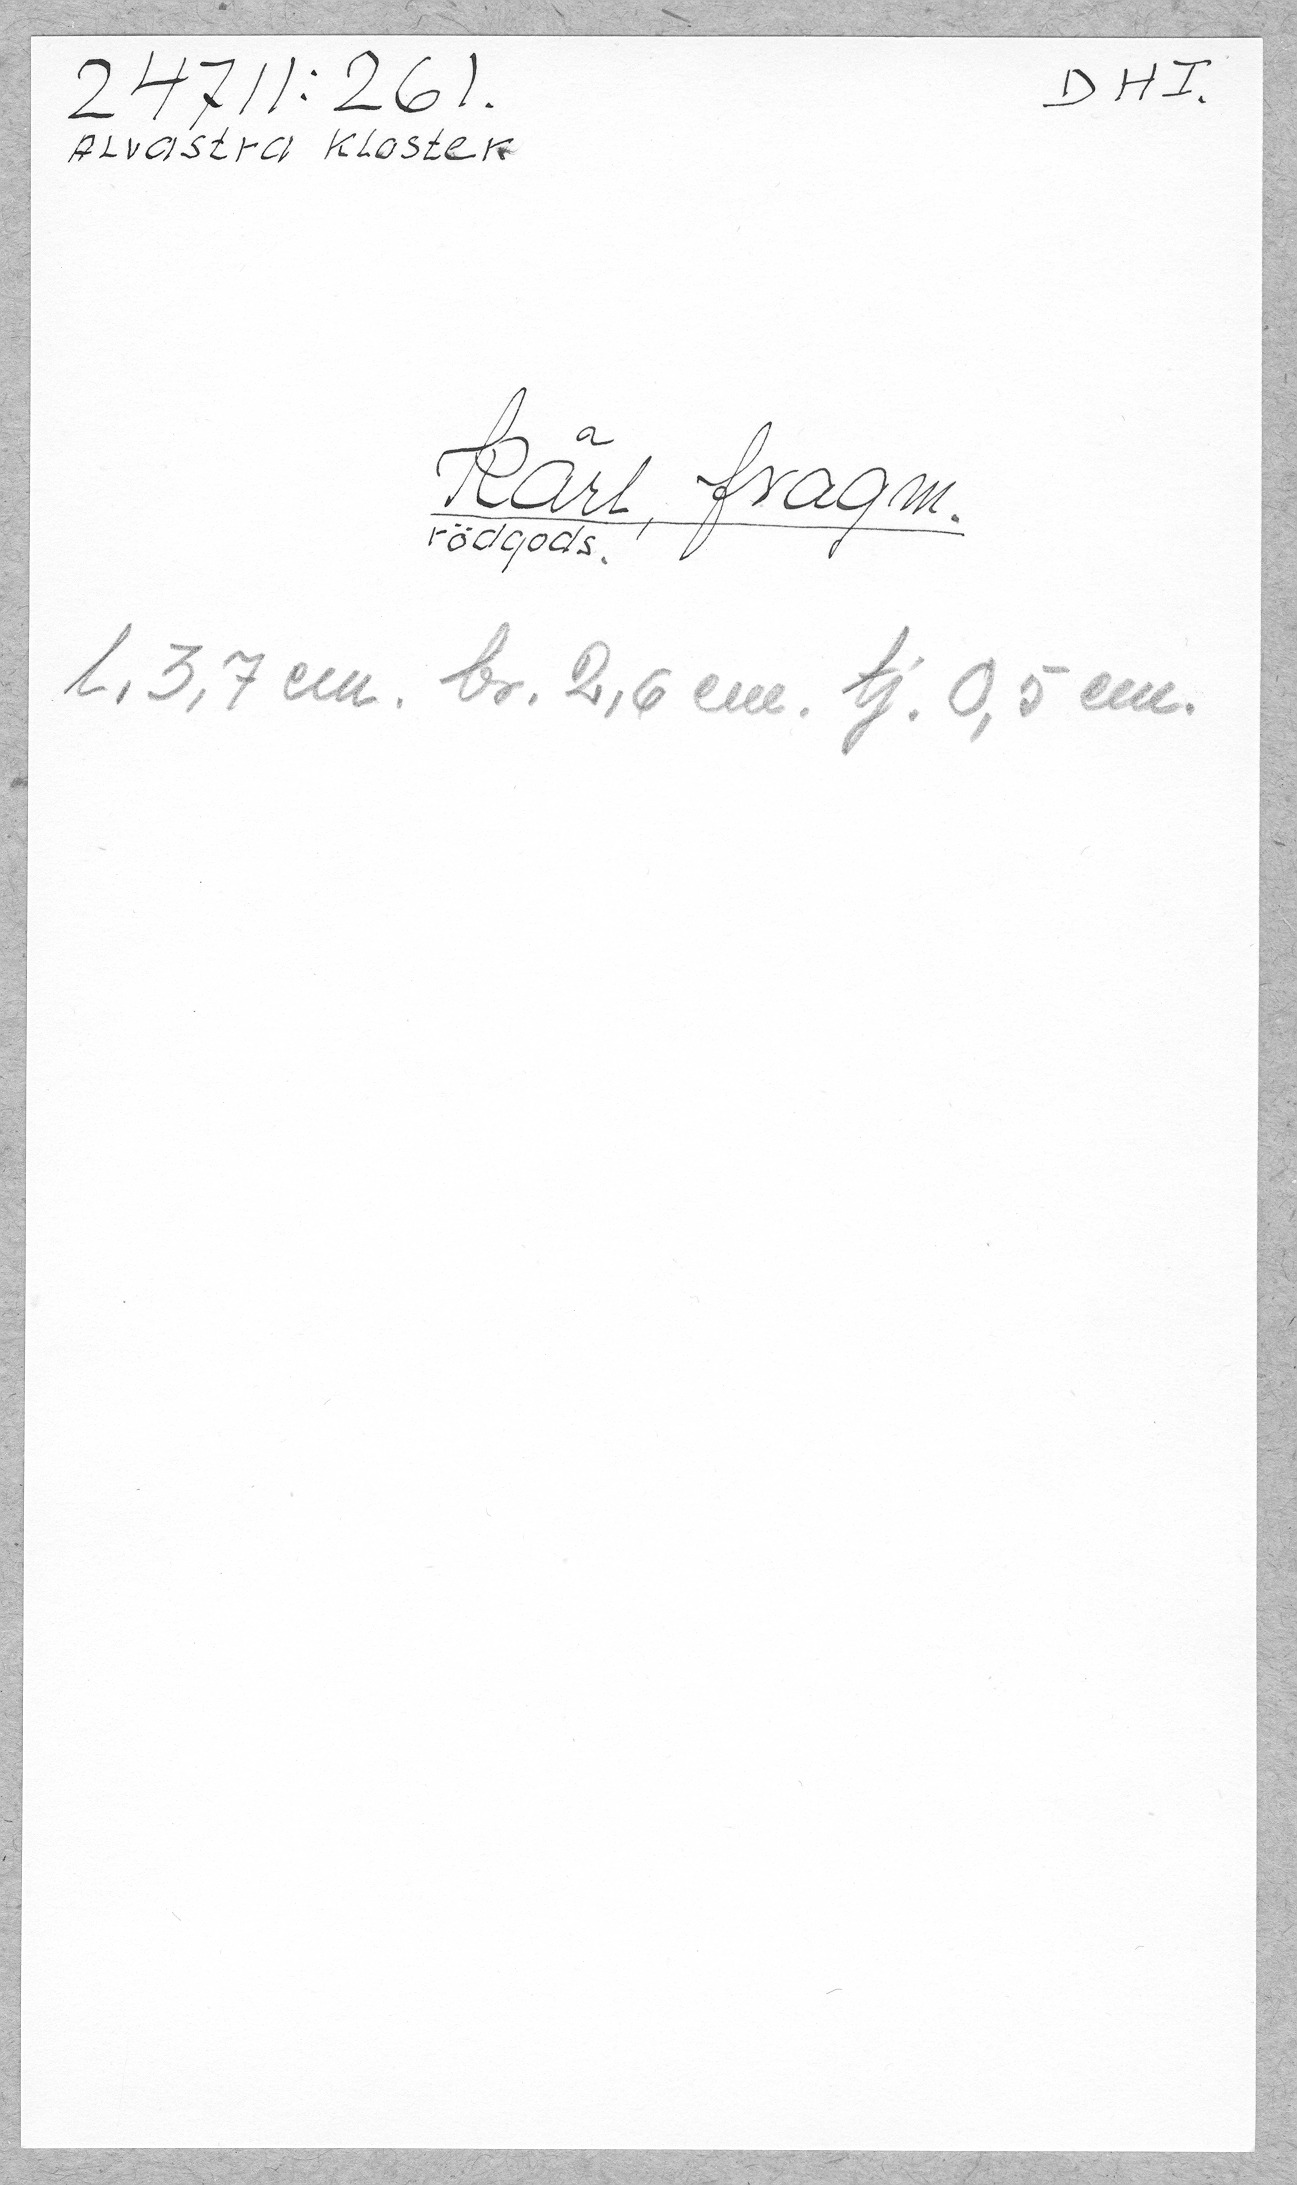 24711:261. DHI.
Alvastra Kloster
Kärl, fragm.
rödgods.
l. 3,7 cm. br. 2,6 cm. tj. 0,5 cm.